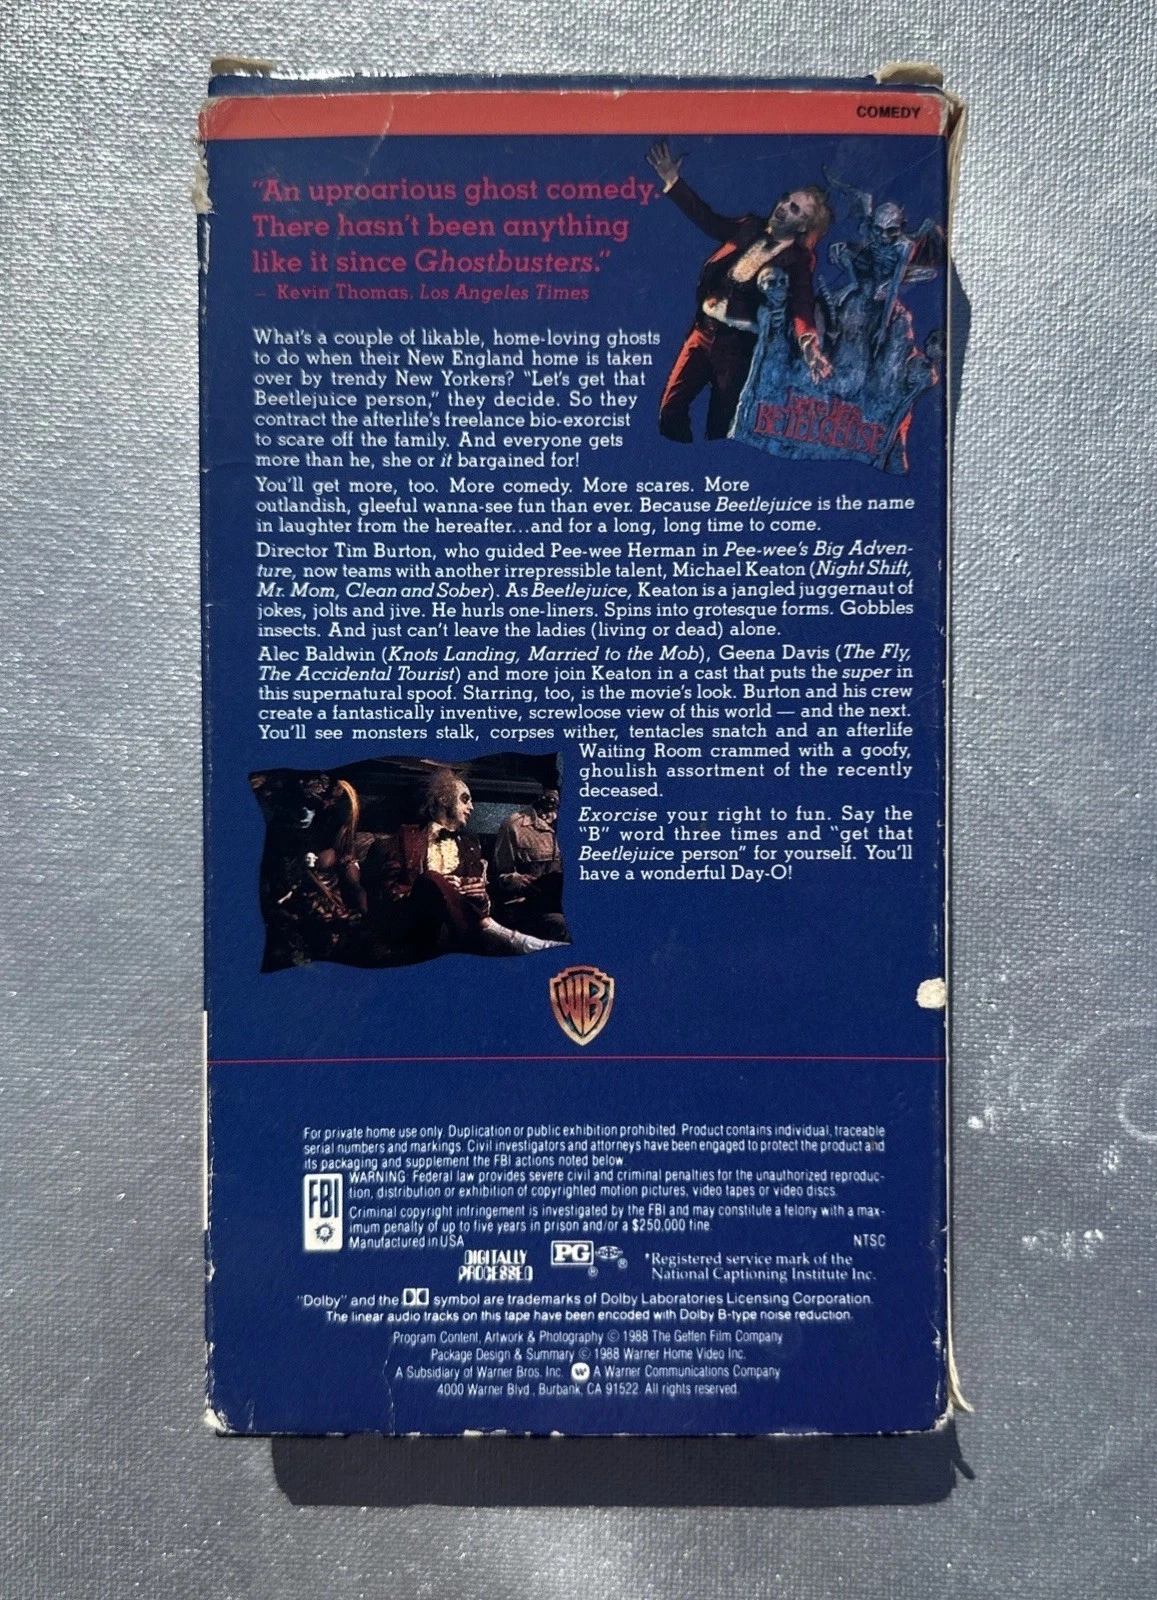 COMEDY
"An uproarious ghost comedy.
There hasn't been anything
like it since Ghostbusters."
– Kevin Thomas, Los Angeles Times
What's a couple of likable, home-loving ghosts
to do when their New England home is taken
over by trendy New Yorkers? "Let's get that
Beetlejuice person," they decide. So they
contract the afterlife's freelance bio-exorcist
to scare off the family. And everyone gets
more than he, she or it bargained for!
BETELGEUSE
You'll get more, too. More comedy. More scares. More
outlandish, gleeful wanna-see fun than ever. Because Beetlejuice is the name
in laughter from the hereafter...and for a long, long time to come.
Director Tim Burton, who guided Pee-wee Herman in Pee-wee's Big Adven-
ture, now teams with another irrepressible talent, Michael Keaton (Night Shift,
Mr. Mom, Clean and Sober). As Beetlejuice, Keaton is a jangled juggernaut of
jokes, jolts and jive. He hurls one-liners. Spins into grotesque forms. Gobbles
insects. And just can't leave the ladies (living or dead) alone.
Alec Baldwin (Knots Landing, Married to the Mob), Geena Davis (The Fly,
The Accidental Tourist) and more join Keaton in a cast that puts the super in
this supernatural spoof. Starring, too, is the movie's look. Burton and his crew
create a fantastically inventive, screwloose view of this world — and the next.
You'll see monsters stalk, corpses wither, tentacles snatch and an afterlife
Waiting Room crammed with a goofy,
ghoulish assortment of the recently
deceased.
Exorcise your right to fun. Say the
"B" word three times and "get that
Beetlejuice person" for yourself. You'll
have a wonderful Day-O!
WB
For private home use only. Duplication or public exhibition prohibited. Product contains individual, traceable
serial numbers and markings. Civil investigators and attorneys have been engaged to protect the product and
its packaging and supplement the FBI actions noted below.
FBI
WARNING: Federal law provides severe civil and criminal penalties for the unauthorized reproduc-
tion, distribution or exhibition of copyrighted motion pictures, video tapes or video discs.
Criminal copyright infringement is investigated by the FBI and may constitute a felony with a max-
imum penalty of up to five years in prison and/or a $250,000 fine.
Manufactured in USA
NTSC
DIGITALLY
PROCESSED
PG
®
®
*Registered service mark of the
National Captioning Institute Inc.
"Dolby" and the symbol are trademarks of Dolby Laboratories Licensing Corporation.
The linear audio tracks on this tape have been encoded with Dolby B-type noise reduction.
Program Content, Artwork & Photography © 1988 The Geffen Film Company
Package Design & Summary © 1988 Warner Home Video Inc.
A Subsidiary of Warner Bros. Inc. A Warner Communications Company
4000 Warner Blvd., Burbank, CA 91522. All rights reserved.